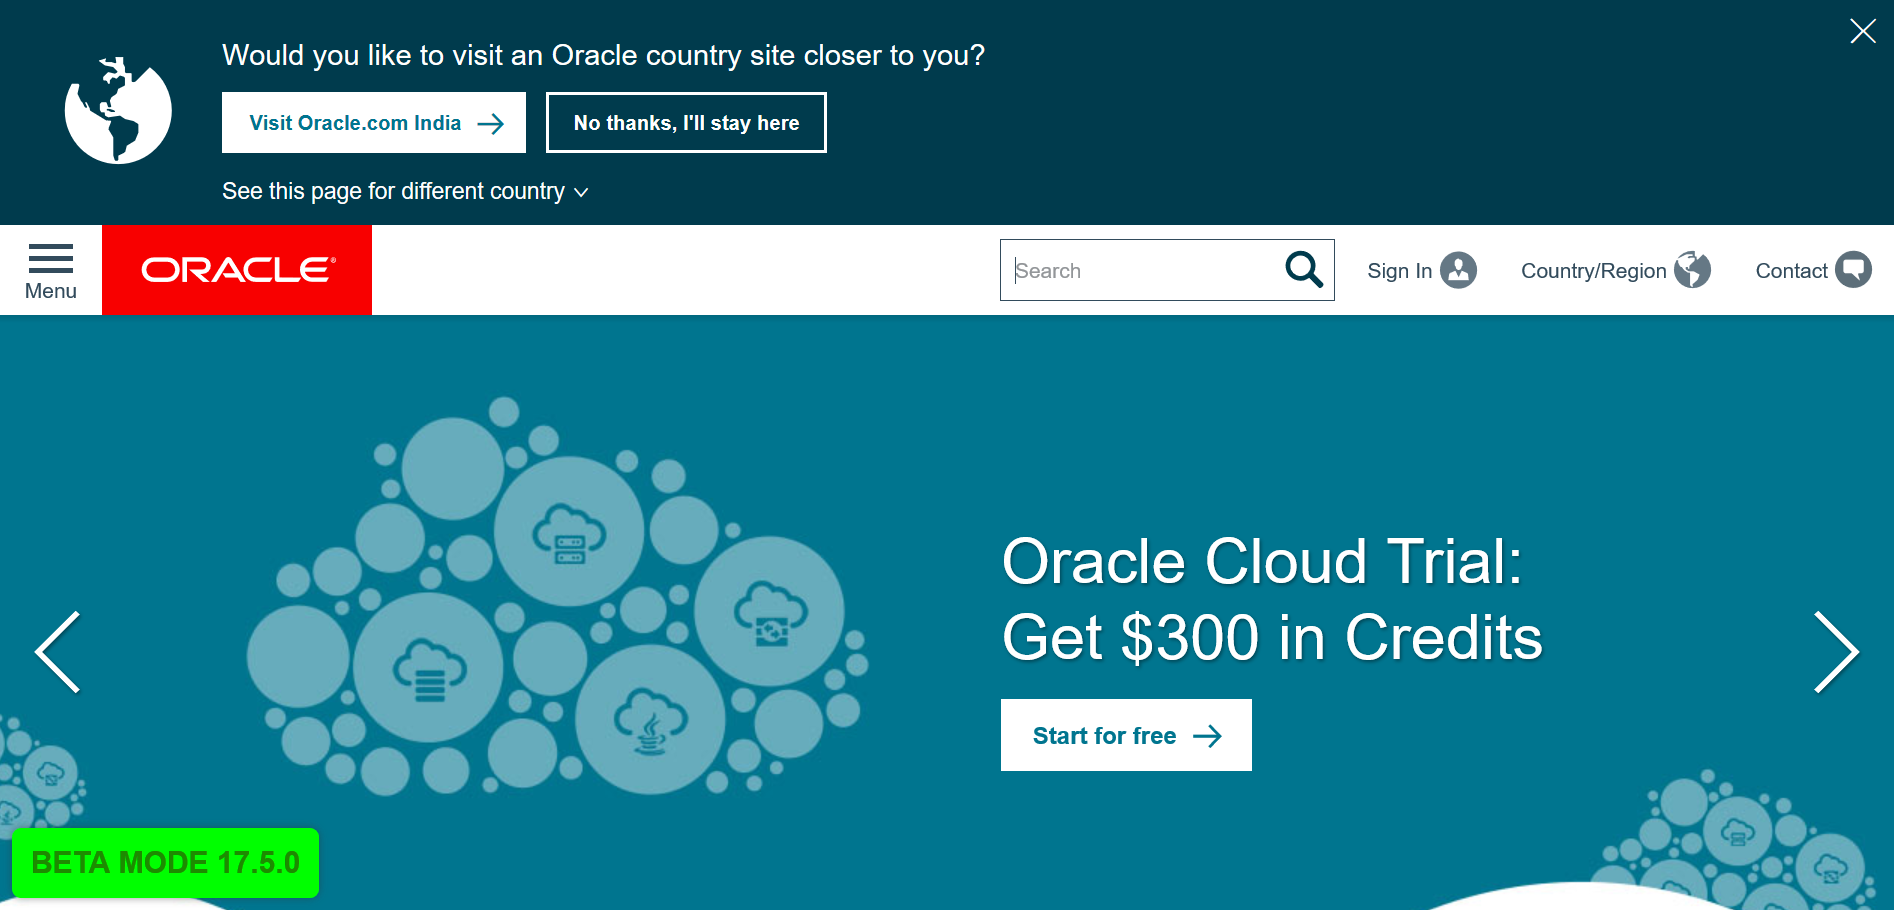 Would you like to visit an Oracle country site closer to you?
Visit Oracle.com India
No thanks, I'll stay here
See this page for different country
Menu
ORACLE®
Search
Sign In
Country/Region
Contact
Oracle Cloud Trial:
Get $300 in Credits
Start for free
BETA MODE 17.5.0